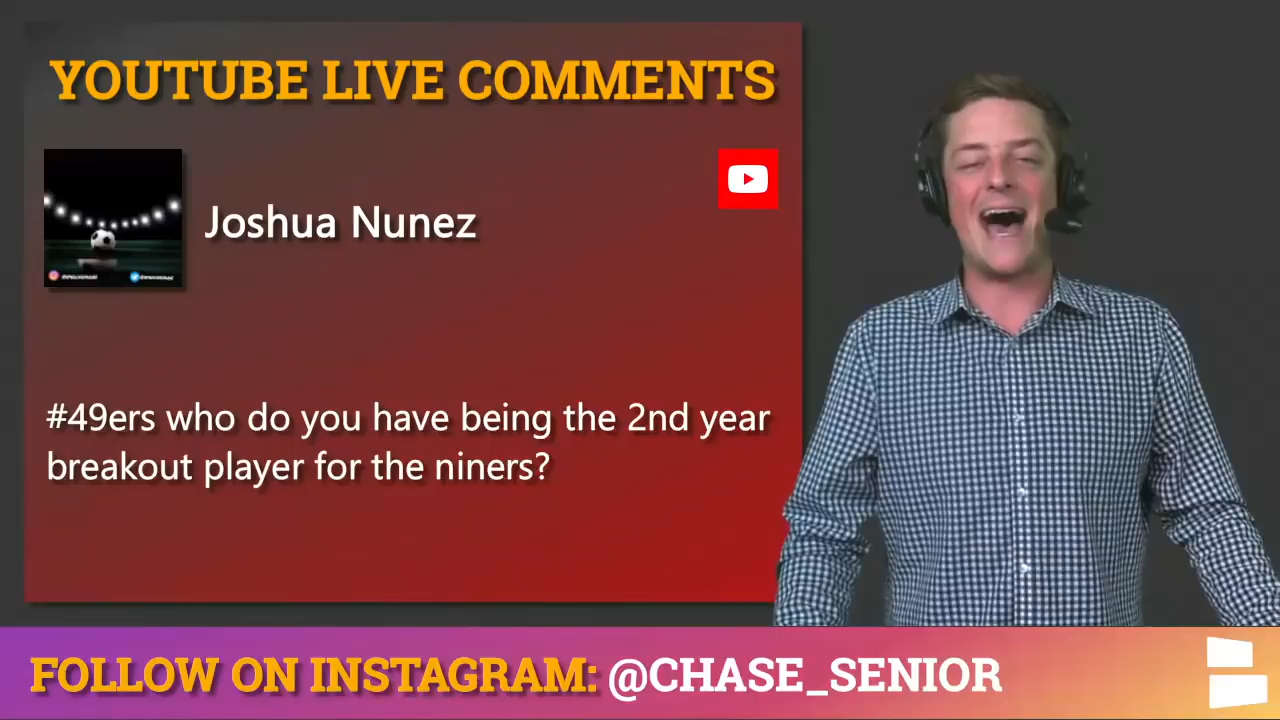 YOUTUBE LIVE COMMENTS
Joshua Nunez
#49ers who do you have being the 2nd year
breakout player for the niners?
FOLLOW ON INSTAGRAM: @CHASE_SENIOR